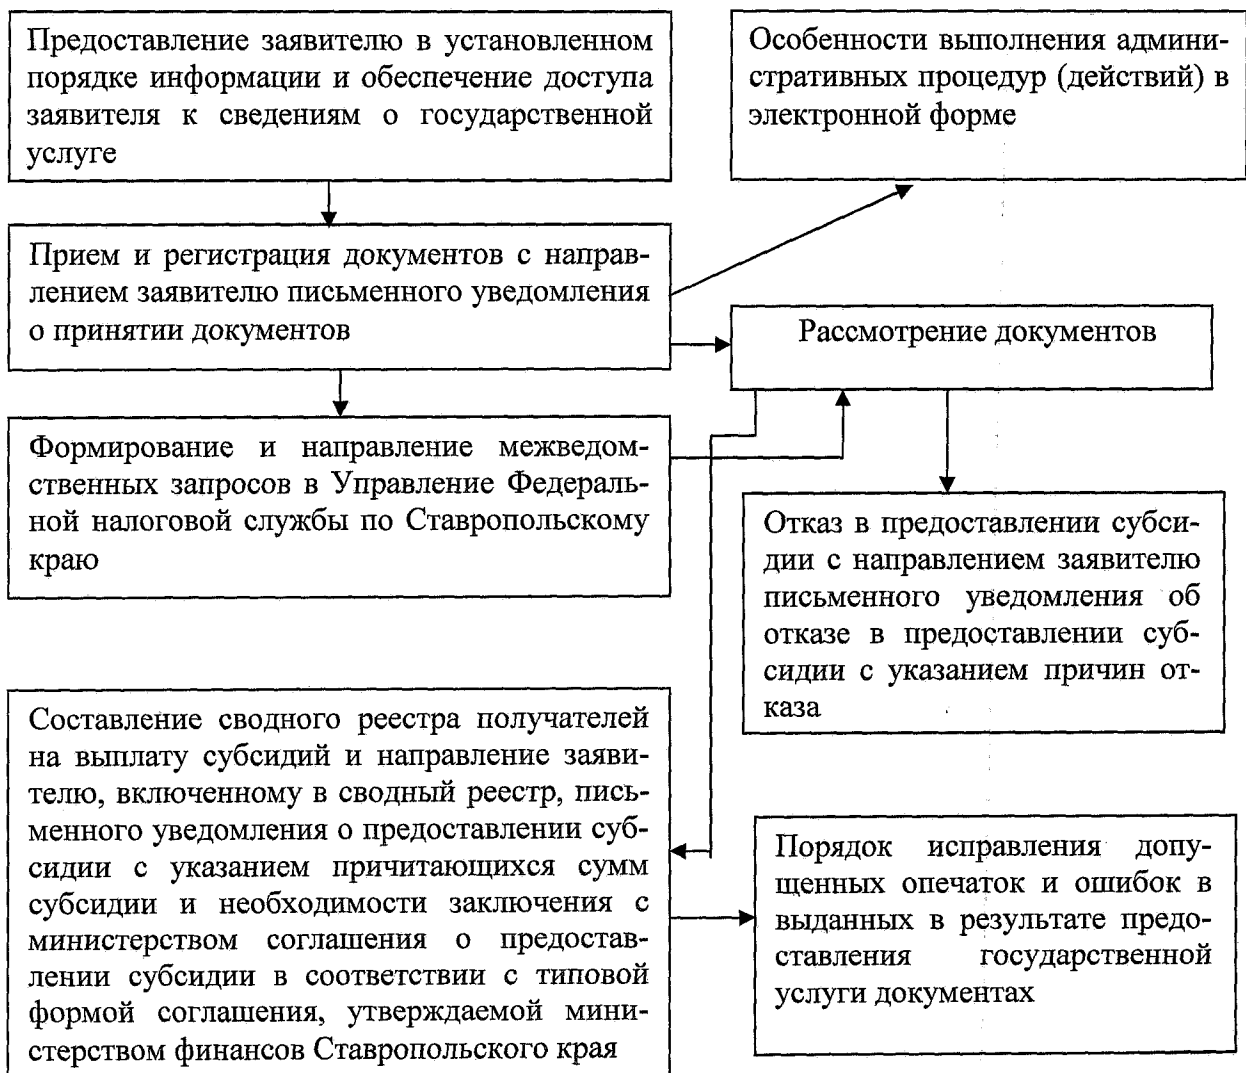 Предоставление заявителю в установленном
порядке информации и обеспечение доступа
заявителя к сведениям о государственной
услуге
Особенности выполнения админи-
стративных процедур (действий) в
электронной форме
Прием и регистрация документов с направ-
лением заявителю письменного уведомления
о принятии документов
Рассмотрение документов
Формирование и направление межведом-
ственных запросов в Управление Федераль-
ной налоговой службы по Ставропольскому
краю
Отказ в предоставлении субси-
дии с направлением заявителю
письменного уведомления об
отказе в предоставлении суб-
сидии с указанием причин от-
каза
Составление сводного реестра получателей
на выплату субсидий и направление заяви-
телю, включенному в сводный реестр, пись-
менного уведомления о предоставлении суб-
сидии с указанием причитающихся сумм
субсидии и необходимости заключения с
министерством соглашения о предостав-
лении субсидии в соответствии с типовой
формой соглашения, утверждаемой мини-
стерством финансов Ставропольского края
Порядок исправления допу-
щенных опечаток и ошибок в
выданных в результате предо-
ставления государственной
услуги документах